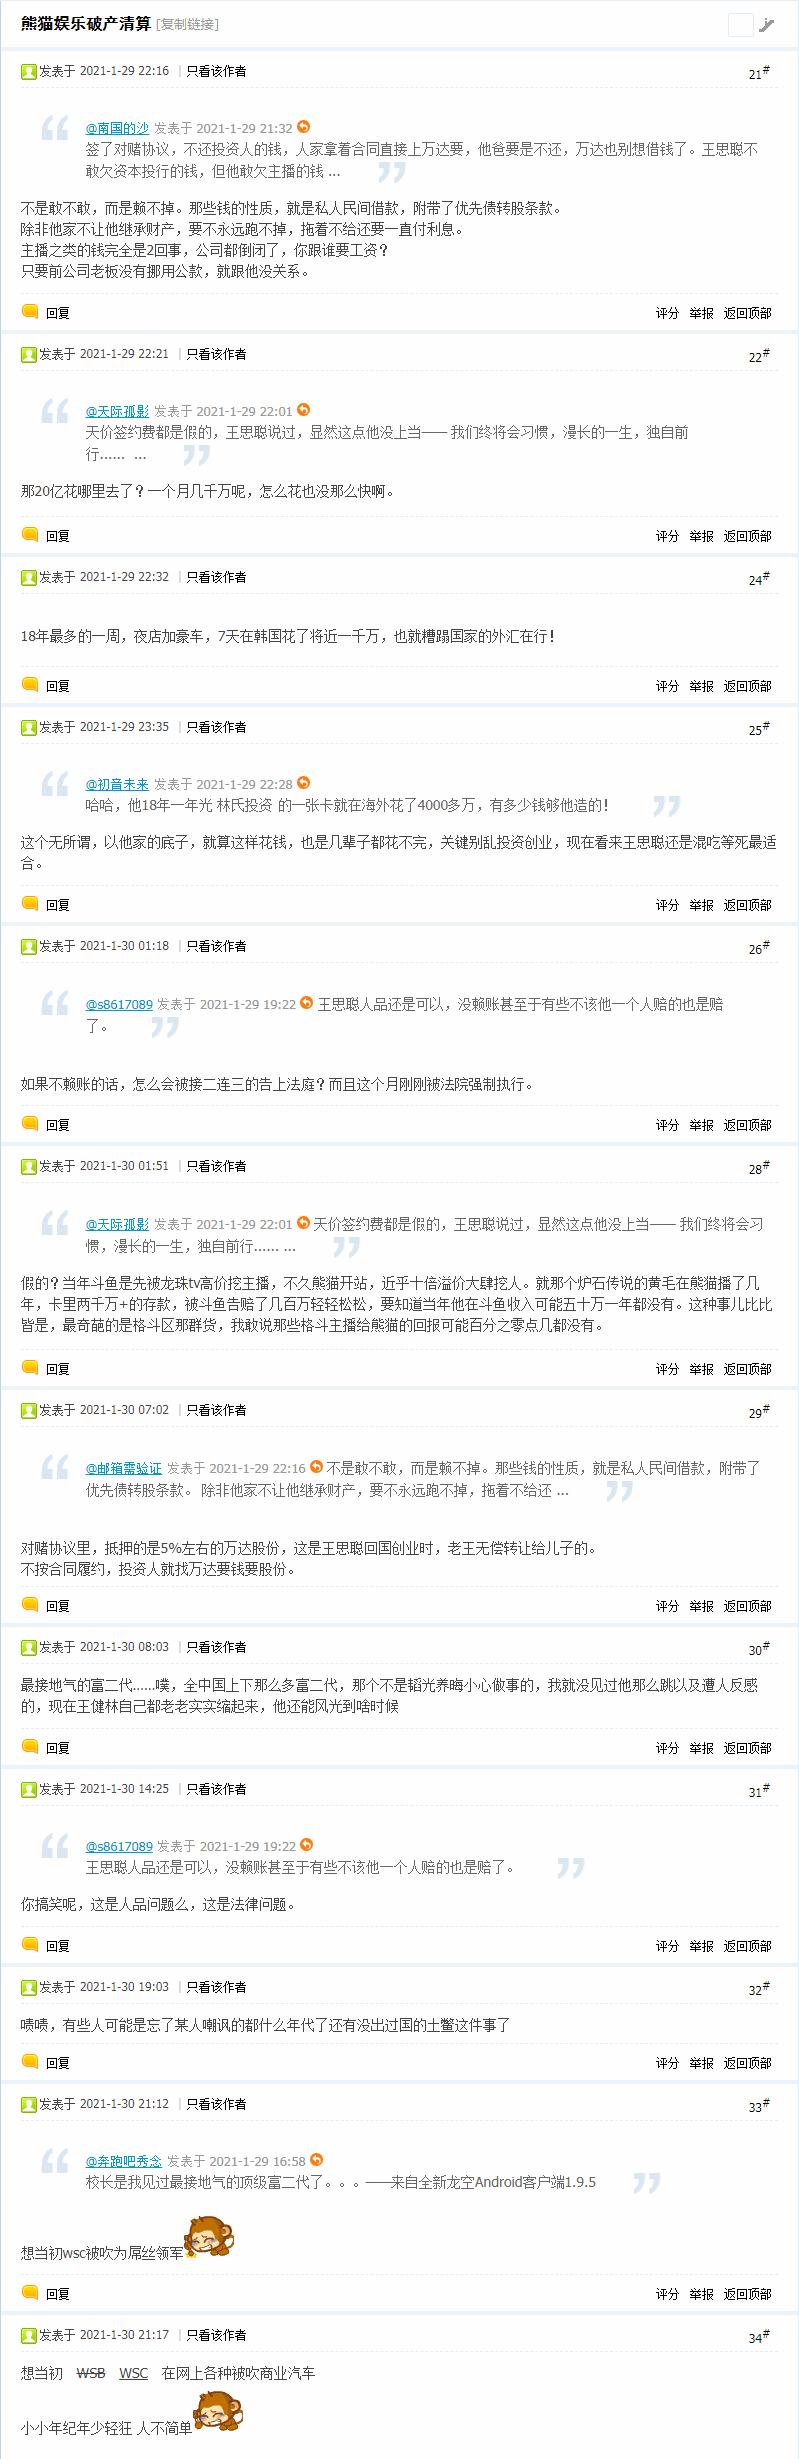 熊猫娱乐破产清算 [复制链接]
发表于 2021-1-29 22:16 | 只看该作者 21#
@南国的沙 发表于 2021-1-29 21:32
签了对赌协议，不还投资人的钱，人家拿着合同直接上万达要，他爸要是不还，万达也别想借钱了。王思聪不
敢欠资本投行的钱，但他敢欠主播的钱 ...
不是敢不敢，而是赖不掉。那些钱的性质，就是私人民间借款，附带了优先债转股条款。
除非他家不让他继承财产，要不永远跑不掉，拖着不给还要一直付利息。
主播之类的钱完全是2回事，公司都倒闭了，你跟谁要工资？
只要前公司老板没有挪用公款，就跟他没关系。
回复 评分 举报 返回顶部
发表于 2021-1-29 22:21 | 只看该作者 22#
@天际孤影 发表于 2021-1-29 22:01
天价签约费都是假的，王思聪说过，显然这点他没上当—— 我们终将会习惯，漫长的一生，独自前
行...... ...
那20亿花哪里去了？一个月几千万呢，怎么花也没那么快啊。
回复 评分 举报 返回顶部
发表于 2021-1-29 22:32 | 只看该作者 24#
18年最多的一周，夜店加豪车，7天在韩国花了将近一千万，也就糟蹋国家的外汇在行！
回复 评分 举报 返回顶部
发表于 2021-1-29 23:35 | 只看该作者 25#
@初音未来 发表于 2021-1-29 22:28
哈哈，他18年一年光 林氏投资 的一张卡就在海外花了4000多万，有多少钱够他造的！
这个无所谓，以他家的底子，就算这样花钱，也是几辈子都花不完，关键别乱投资创业，现在看来王思聪还是混吃等死最适
合。
回复 评分 举报 返回顶部
发表于 2021-1-30 01:18 | 只看该作者 26#
@s8617089 发表于 2021-1-29 19:22 王思聪人品还是可以，没赖账甚至于有些不该他一个人赔的也是赔
了。
如果不赖账的话，怎么会被接二连三的告上法庭？而且这个月刚刚被法院强制执行。
回复 评分 举报 返回顶部
发表于 2021-1-30 01:51 | 只看该作者 28#
@天际孤影 发表于 2021-1-29 22:01 天价签约费都是假的，王思聪说过，显然这点他没上当—— 我们终将会习
惯，漫长的一生，独自前行...... ...
假的？当年斗鱼是先被龙珠tv高价挖主播，不久熊猫开站，近乎十倍溢价大肆挖人。就那个炉石传说的黄毛在熊猫播了几
年，卡里两千万+的存款，被斗鱼告赔了几百万轻轻松松，要知道当年他在斗鱼收入可能五十万一年都没有。这种事儿比比
皆是，最奇葩的是格斗区那群货，我敢说那些格斗主播给熊猫的回报可能百分之零点几都没有。
回复 评分 举报 返回顶部
发表于 2021-1-30 07:02 | 只看该作者 29#
@邮箱需验证 发表于 2021-1-29 22:16 不是敢不敢，而是赖不掉。那些钱的性质，就是私人民间借款，附带了
优先债转股条款。 除非他家不让他继承财产，要不永远跑不掉，拖着不给还 ...
对赌协议里，抵押的是5%左右的万达股份，这是王思聪回国创业时，老王无偿转让给儿子的。
不按合同履约，投资人就找万达要钱要股份。
回复 评分 举报 返回顶部
发表于 2021-1-30 08:03 | 只看该作者 30#
最接地气的富二代......噗，全中国上下那么多富二代，那个不是韬光养晦小心做事的，我就没见过他那么跳以及遭人反感
的，现在王健林自己都老老实实缩起来，他还能风光到啥时候
回复 评分 举报 返回顶部
发表于 2021-1-30 14:25 | 只看该作者 31#
@s8617089 发表于 2021-1-29 19:22
王思聪人品还是可以，没赖账甚至于有些不该他一个人赔的也是赔了。
你搞笑呢，这是人品问题么，这是法律问题。
回复 评分 举报 返回顶部
发表于 2021-1-30 19:03 | 只看该作者 32#
啧啧，有些人可能是忘了某人嘲讽的都什么年代了还有没出过国的土鳖这件事了
回复 评分 举报 返回顶部
发表于 2021-1-30 21:12 | 只看该作者 33#
@奔跑吧秀念 发表于 2021-1-29 16:58
校长是我见过最接地气的顶级富二代了。。。——来自全新龙空Android客户端1.9.5
想当初wsc被吹为屌丝领军
回复 评分 举报 返回顶部
发表于 2021-1-30 21:17 | 只看该作者 34#
想当初 WSB WSC 在网上各种被吹商业汽车
小小年纪年少轻狂 人不简单